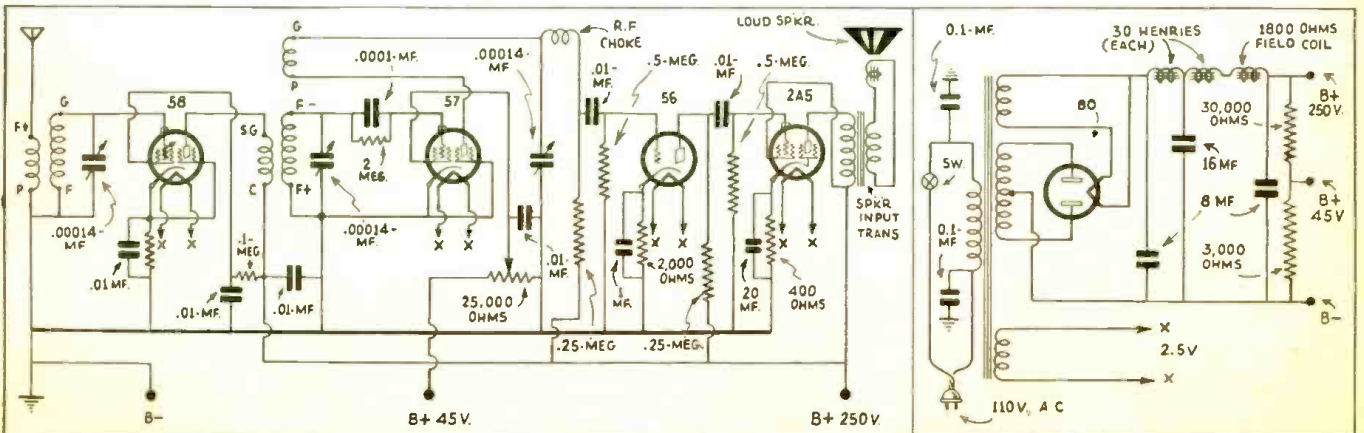 G
.0001-MF.
.00014-
MF
R.F.
CHOKE
LOUD SPKR.
P
.01-
MF
.5-MEG.
.01-
MF
.5-MEG.
F+
G
58
SG
F-
57
56
2A5
P
F
2
MEG.
C
F+
X X
X X
X X
X X
SPKR
INPUT
TRANS
.00014-
MF.
.1-
MEG
.00014-
MF.
.01-
MF.
.01 MF.
.01-MF.
.01-MF.
25,000
OHMS
.1
MF.
2,000
OHMS
20
MF.
400
OHMS
.25-MEG
.25-MEG
B-
B+ 45V.
B+ 250V.
0.1-MF.
30 HENRIES
(EACH)
1800 OHMS
FIELD
COIL
80
30,000
OHMS
B+
250V.
SW.
16 MF.
B+
45V
0.1-
MF
8 MF.
3,000
OHMS
B-
X
2.5V
X
110V, A C